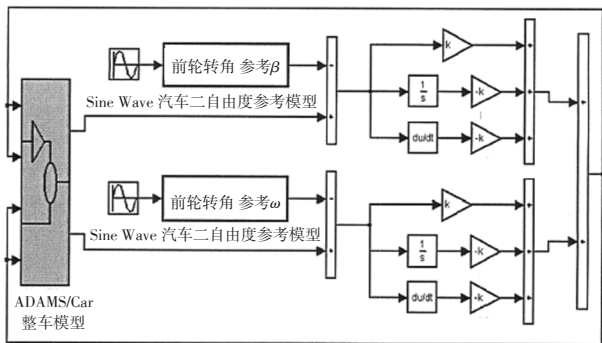 前轮转角 参考β
Sine Wave 汽车二自由度参考模型
k
1
s
-k
du/dt
-k
前轮转角 参考ω
Sine Wave 汽车二自由度参考模型
k
1
s
-k
du/dt
-k
ADAMS/Car
整车模型